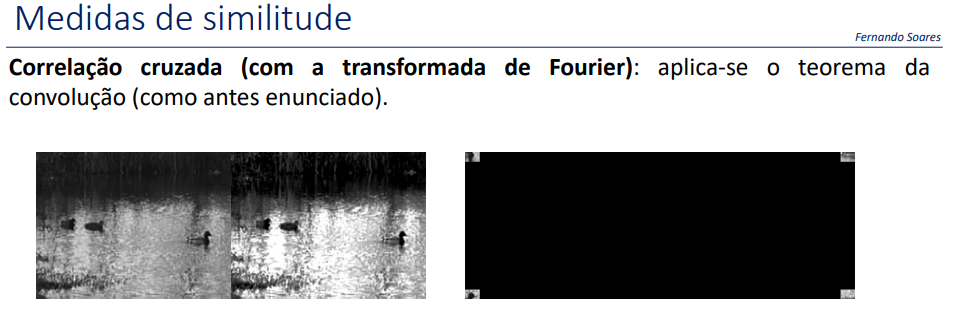 Medidas de similitude
Fernando Soares
Correlação cruzada (com a transformada de Fourier): aplica-se o teorema da
convolução (como antes enunciado).